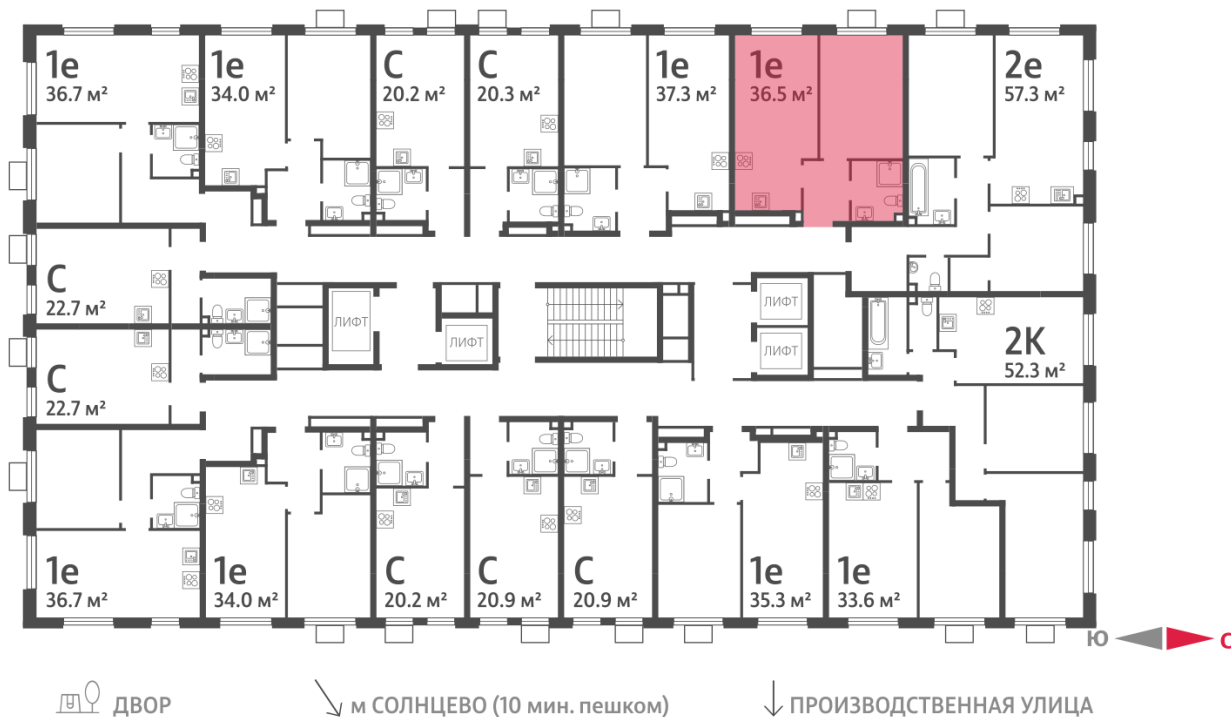 1е
36.7 м²
1е
34.0 м²
С
20.2 м²
С
20.3 м²
1е
37.3 м²
1е
36.5 м²
2е
57.3 м²
С
22.7 м²
ЛИФТ
ЛИФТ
ЛИФТ
ЛИФТ
2К
52.3 м²
С
22.7 м²
1е
36.7 м²
1е
34.0 м²
С
20.2 м²
С
20.9 м²
С
20.9 м²
1е
35.3 м²
1е
33.6 м²
Ю С
ДВОР
м СОЛНЦЕВО (10 мин. пешком)
ПРОИЗВОДСТВЕННАЯ УЛИЦА